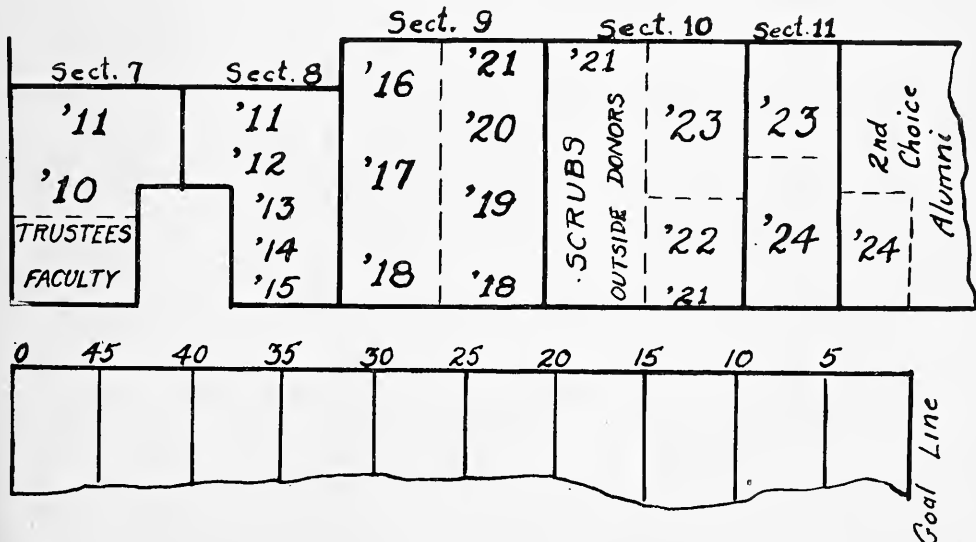 Sect. 7
Sect. 8
Sect. 9
Sect. 10
Sect. 11
'11
'10
TRUSTEES
FACULTY
'11
'12
'13
'14
'15
'16
'17
'18
'21
'20
'19
'18
'21
SCRUBS
OUTSIDE DONORS
'23
'22
'21
'23
'24
2nd
Choice
Alumni
'24
0 45 40 35 30 25 20 15 10 5
Goal Line